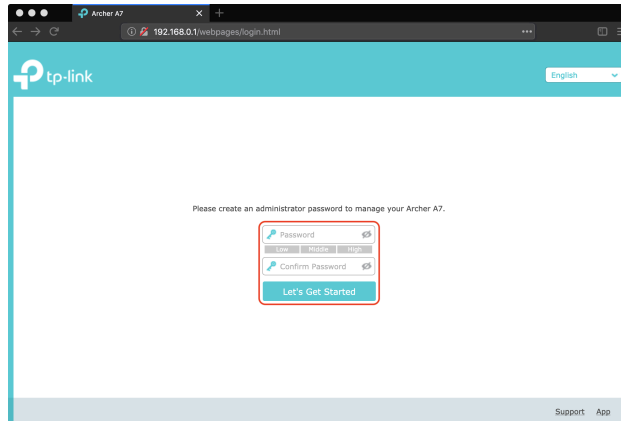 Archer A7
192.168.0.1/webpages/login.html
tp-link
English
Please create an administrator password to manage your Archer A7.
Password
Low Middle High
Confirm Password
Let's Get Started
Support App